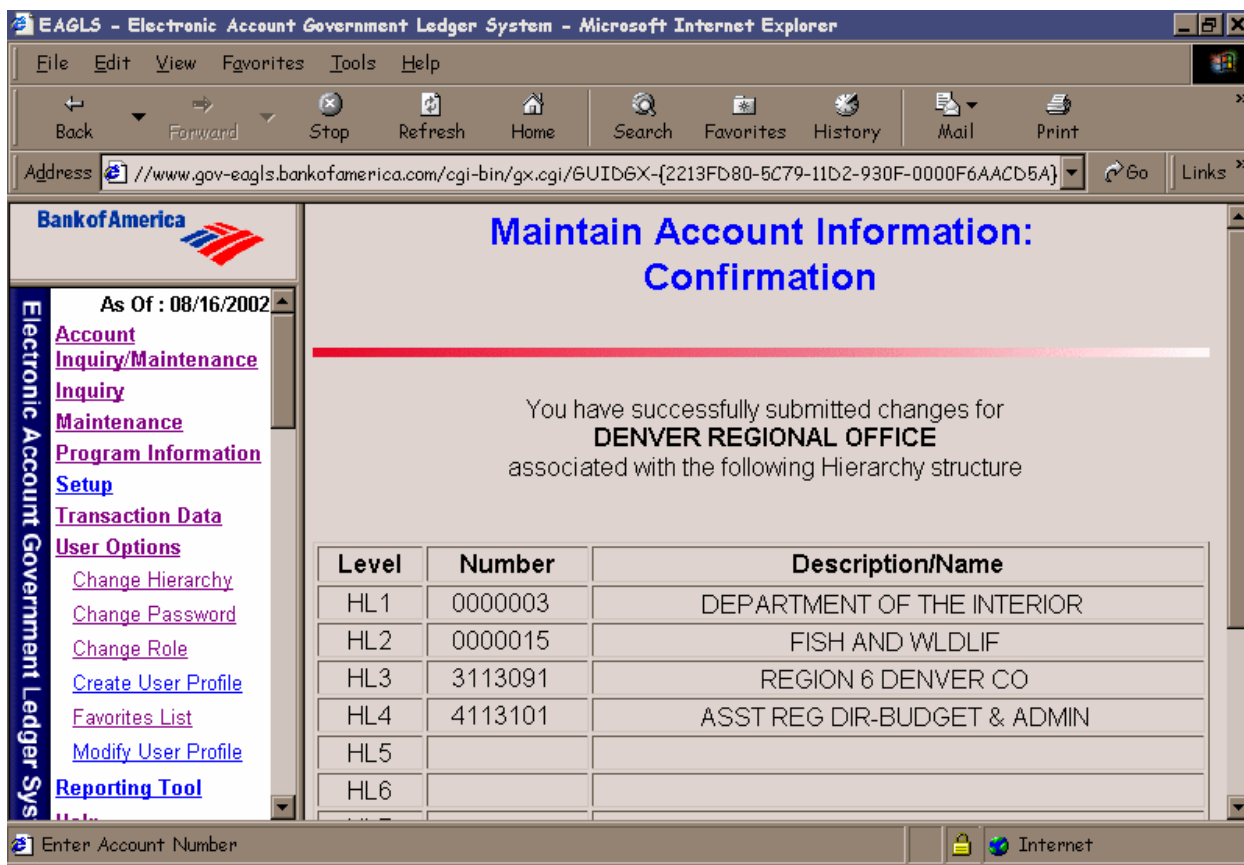 EAGLS - Electronic Account Government Ledger System - Microsoft Internet Explorer
File Edit View Favorites Tools Help
Back Forward Stop Refresh Home Search Favorites History Mail Print
Address //www.gov-eagls.bankofamerica.com/cgi-bin/gx.cgi/GUIDGX-{2213FD80-5C79-11D2-930F-0000F6AACD5A} Go Links
Bank of America
Electronic Account Government Ledger Sys
As Of : 08/16/2002
Account
Inquiry/Maintenance
Inquiry
Maintenance
Program Information
Setup
Transaction Data
User Options
Change Hierarchy
Change Password
Change Role
Create User Profile
Favorites List
Modify User Profile
Reporting Tool
Maintain Account Information:
Confirmation
You have successfully submitted changes for
DENVER REGIONAL OFFICE
associated with the following Hierarchy structure
Level Number Description/Name
HL1 0000003 DEPARTMENT OF THE INTERIOR
HL2 0000015 FISH AND WLDLIF
HL3 3113091 REGION 6 DENVER CO
HL4 4113101 ASST REG DIR-BUDGET & ADMIN
HL5
HL6
Enter Account Number Internet